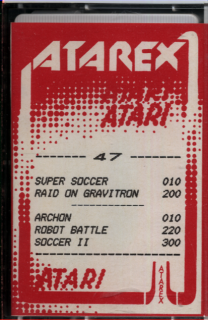 ATAREX
ATARI
ATARI
------- 47 -------
SUPER SOCCER 010
RAID ON GRAVITRON 200
ARCHON 010
ROBOT BATTLE 220
SOCCER II 300
ATARI
ATAREX